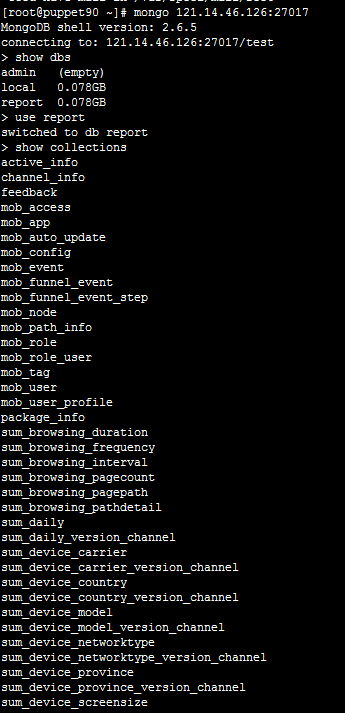 [root@puppet90 ~]# mongo 121.14.46.126:27017
MongoDB shell version: 2.6.5
connecting to: 121.14.46.126:27017/test
> show dbs
admin   (empty)
local   0.078GB
report  0.078GB
> use report
switched to db report
> show collections
active_info
channel_info
feedback
mob_access
mob_app
mob_auto_update
mob_config
mob_event
mob_funnel_event
mob_funnel_event_step
mob_node
mob_path_info
mob_role
mob_role_user
mob_tag
mob_user
mob_user_profile
package_info
sum_browsing_duration
sum_browsing_frequency
sum_browsing_interval
sum_browsing_pagecount
sum_browsing_pagepath
sum_browsing_pathdetail
sum_daily
sum_daily_version_channel
sum_device_carrier
sum_device_carrier_version_channel
sum_device_country
sum_device_country_version_channel
sum_device_model
sum_device_model_version_channel
sum_device_networktype
sum_device_networktype_version_channel
sum_device_province
sum_device_province_version_channel
sum_device_screensize